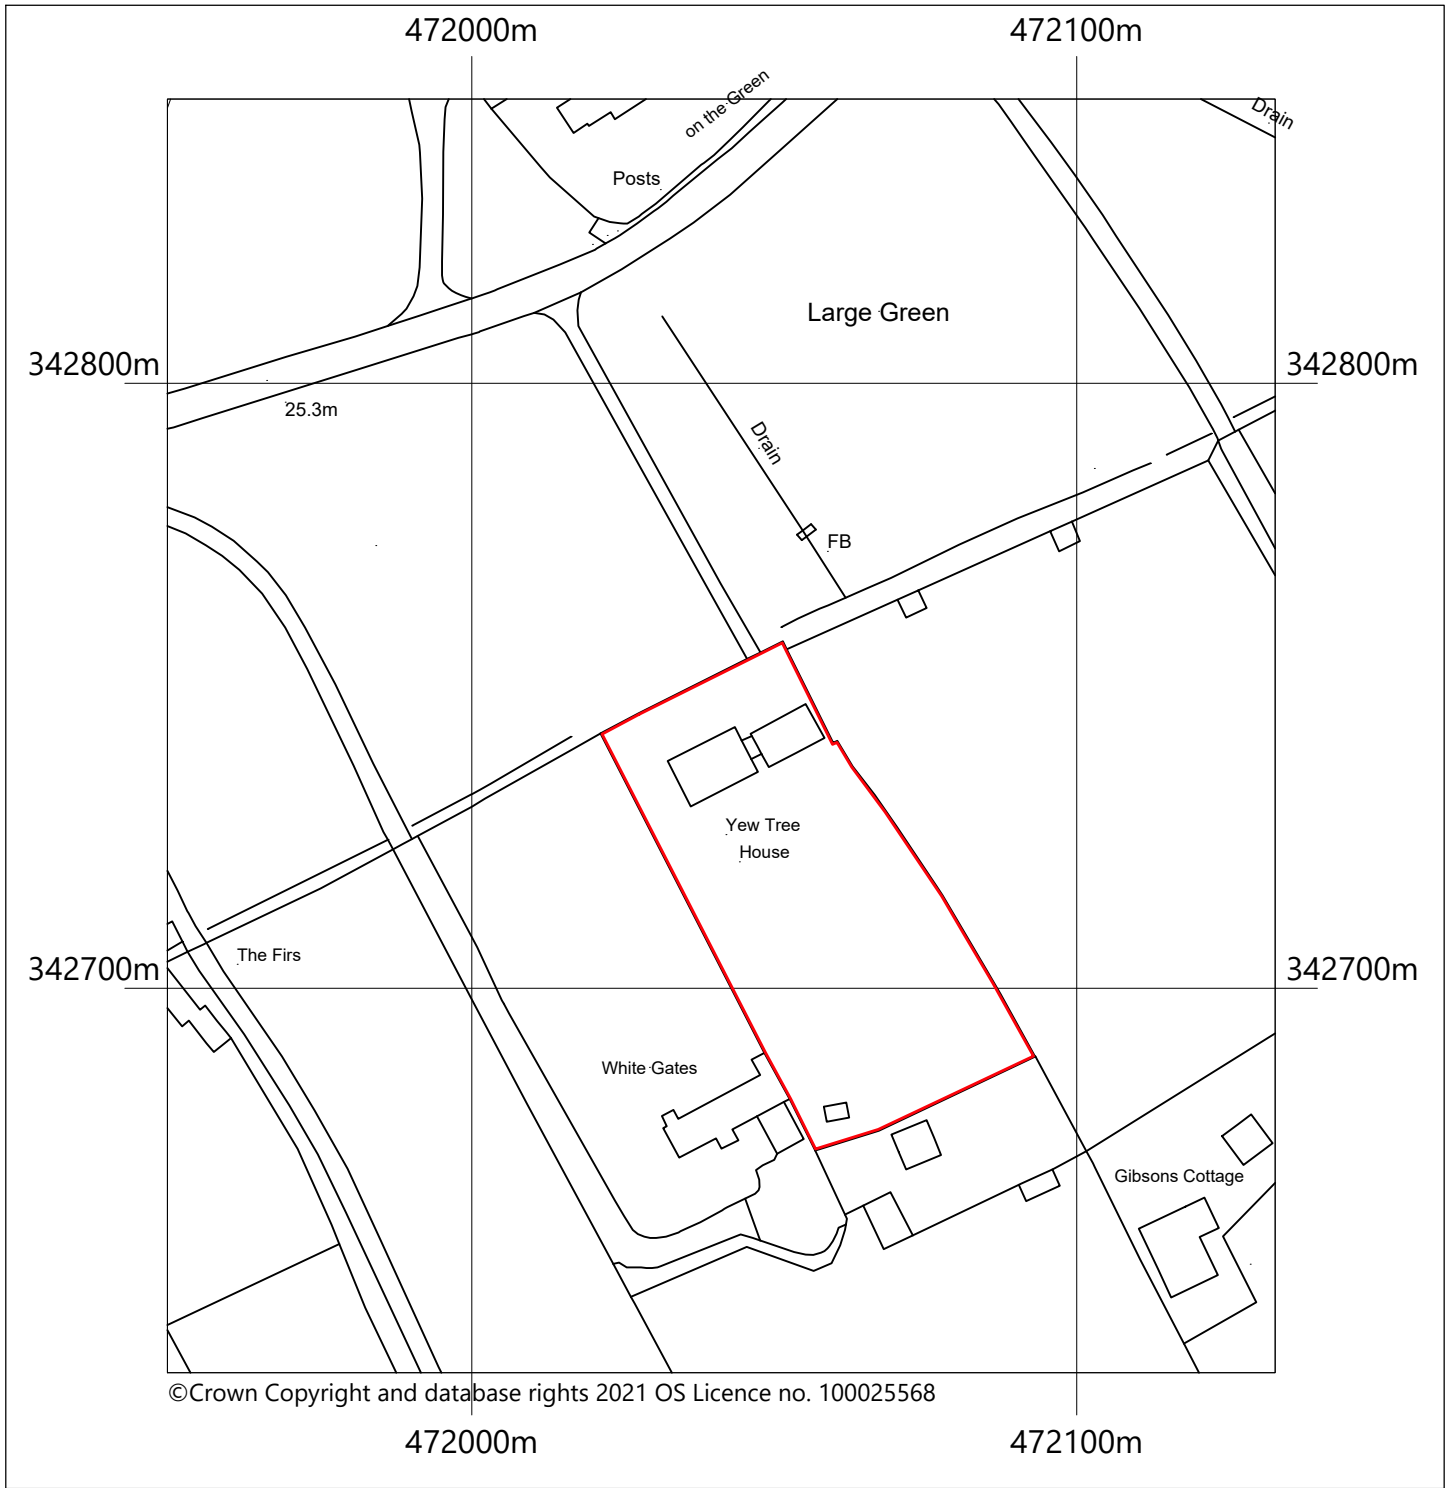 472000m
472100m
on the Green
Drain
Posts
Large Green
342800m
342800m
25.3m
Drain
FB
Yew Tree
House
The Firs
342700m
342700m
White Gates
Gibsons Cottage
©Crown Copyright and database rights 2021 OS Licence no. 100025568
472000m
472100m